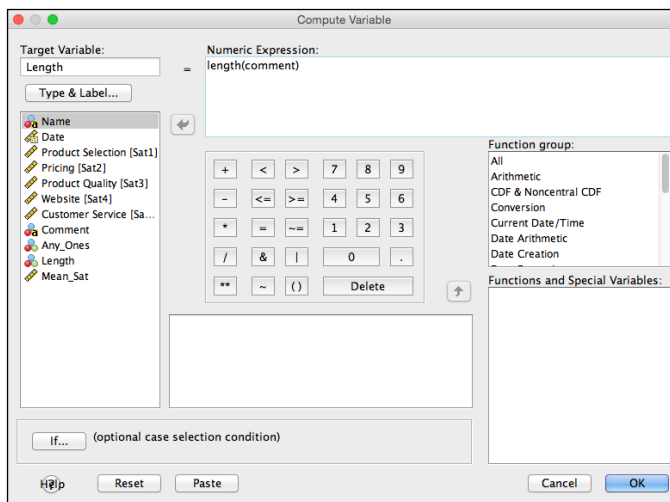 Compute Variable
Target Variable:
Length
=
Numeric Expression:
length(comment)
Type & Label...
Name
Date
Product Selection [Sat1]
Pricing [Sat2]
Product Quality [Sat3]
Website [Sat4]
Customer Service [Sa...
Comment
Any_Ones
Length
Mean_Sat
+ < > 7 8 9
- <= >= 4 5 6
* = ~= 1 2 3
/ & | 0 .
** ~ () Delete
Function group:
All
Arithmetic
CDF & Noncentral CDF
Conversion
Current Date/Time
Date Arithmetic
Date Creation
Functions and Special Variables:
If...
(optional case selection condition)
Help
Reset
Paste
Cancel
OK